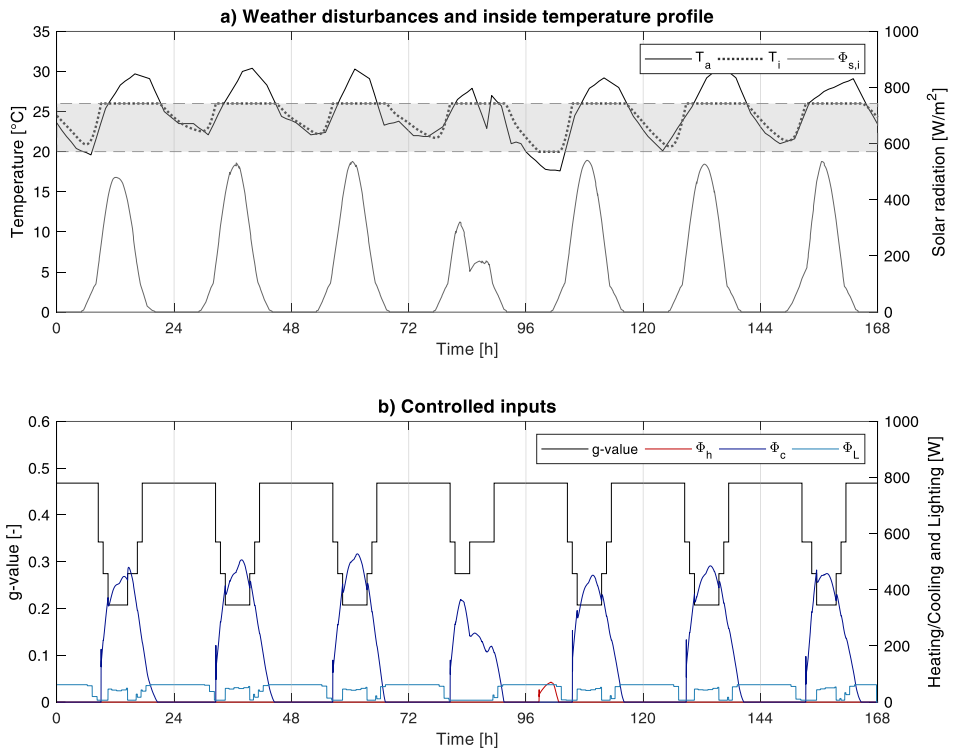 a) Weather disturbances and inside temperature profile
35
30
25
20
15
10
5
0
Temperature [°C]
1000
800
600
400
200
0
Solar radiation [W/m²]
T_a T_i Φ_s,i
0 24 48 72 96 120 144 168
Time [h]
b) Controlled inputs
0.6
0.5
0.4
0.3
0.2
0.1
0
g-value [-]
1000
800
600
400
200
0
Heating/Cooling and Lighting [W]
g-value Φ_h Φ_c Φ_L
0 24 48 72 96 120 144 168
Time [h]